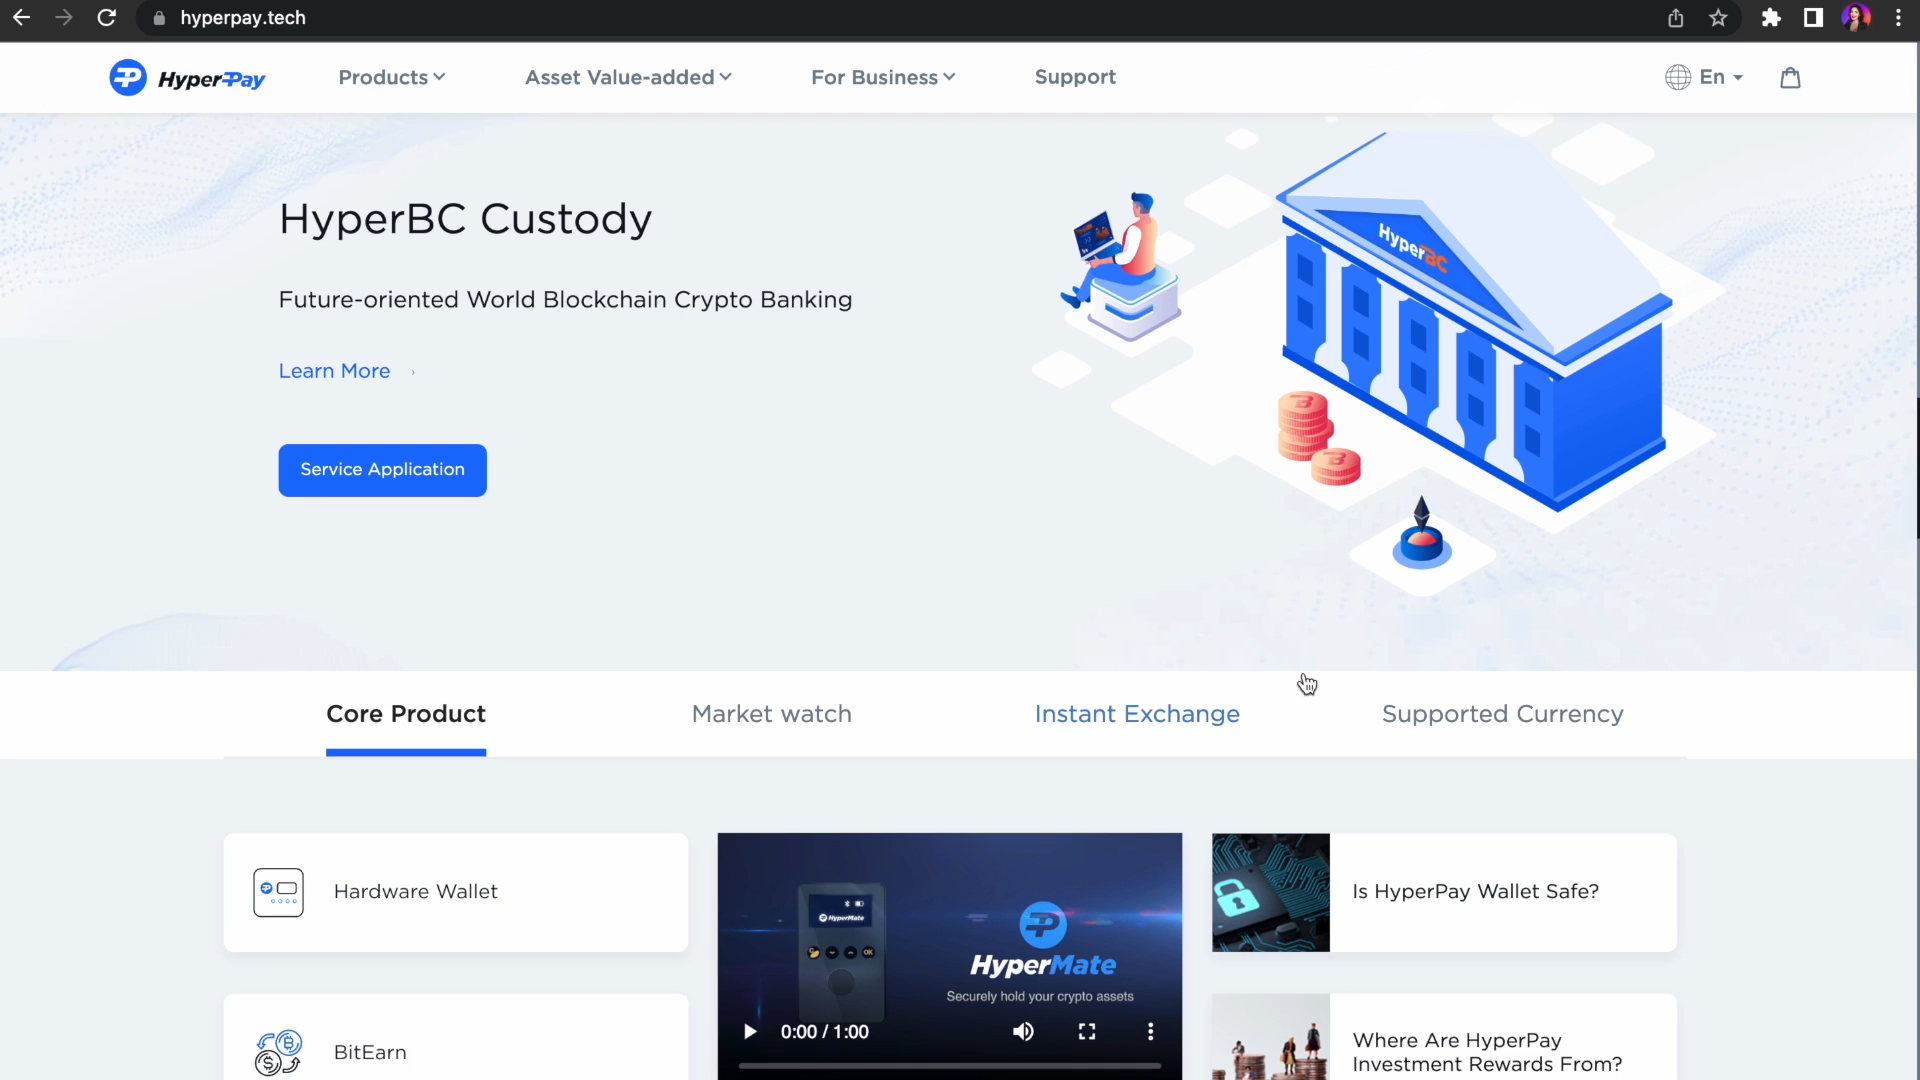 hyperpay.tech
HyperPay
Products
Asset Value-added
For Business
Support
En
HyperBC Custody
Future-oriented World Blockchain Crypto Banking
Learn More
Service Application
HyperBC
Core Product
Market watch
Instant Exchange
Supported Currency
Hardware Wallet
HyperMate
OK
HyperMate
Securely hold your crypto assets
0:00 / 1:00
Is HyperPay Wallet Safe?
BitEarn
Where Are HyperPay
Investment Rewards From?